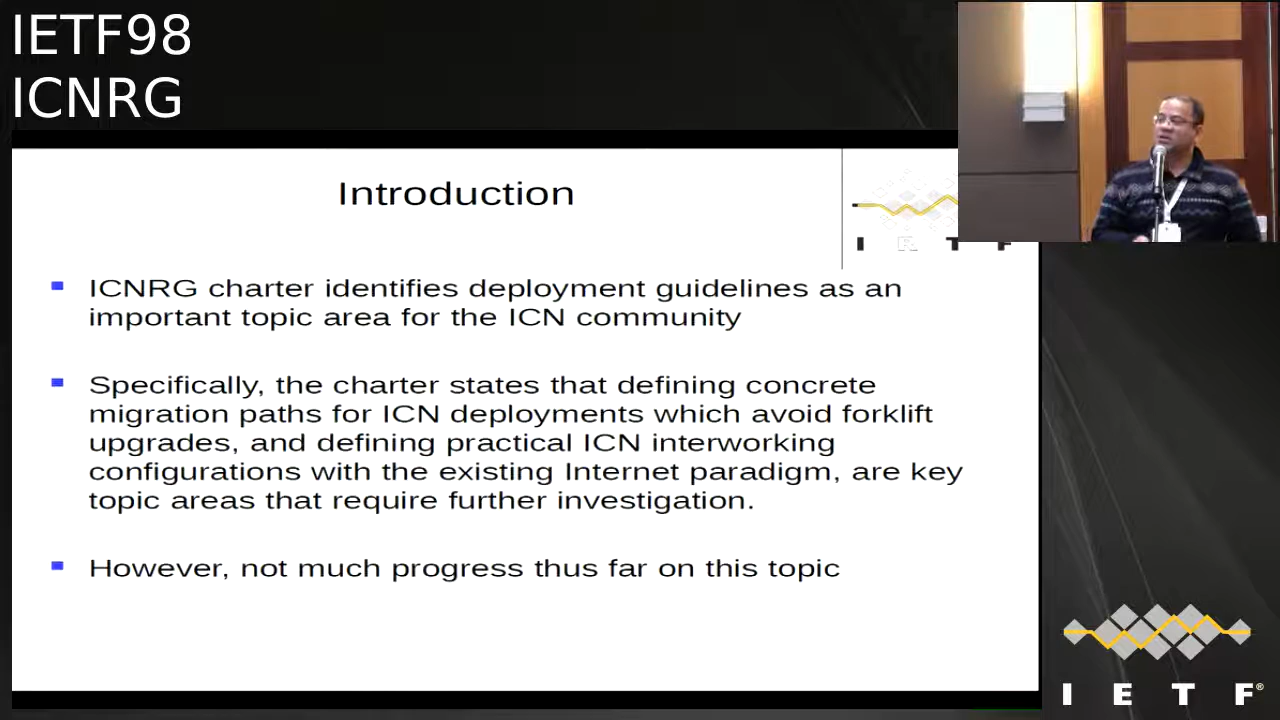 IETF98
ICNRG
Introduction
I E T F
ICNRG charter identifies deployment guidelines as an
important topic area for the ICN community
Specifically, the charter states that defining concrete
migration paths for ICN deployments which avoid forklift
upgrades, and defining practical ICN interworking
configurations with the existing Internet paradigm, are key
topic areas that require further investigation.
However, not much progress thus far on this topic
I E T F®